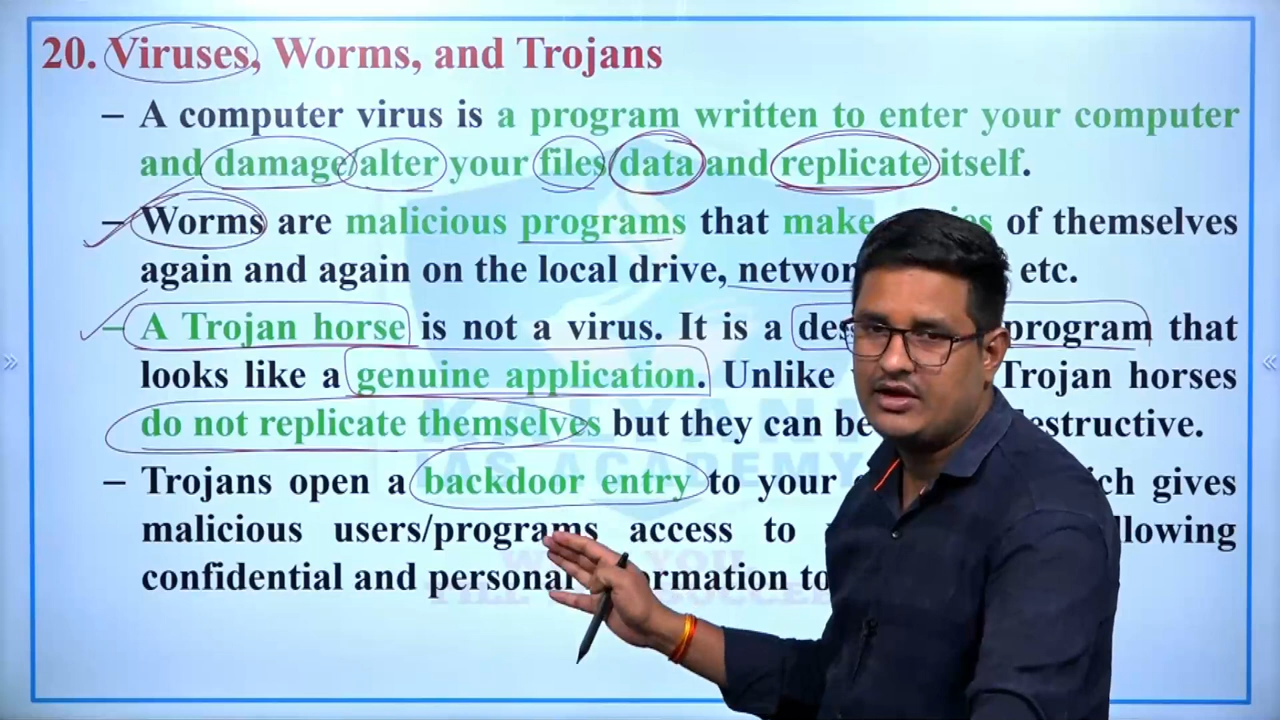 20. Viruses, Worms, and Trojans
– A computer virus is a program written to enter your computer
and damage/alter your files/data and replicate itself.
– Worms are malicious programs that make of themselves
again and again on the local drive, etc.
– A Trojan horse is not a virus. It is a program that
looks like a genuine application. Unlike Trojan horses
do not replicate themselves but they can be
– Trojans open a backdoor entry to your gives
malicious users/programs access to
confidential and personal to
IAS ACADEMY